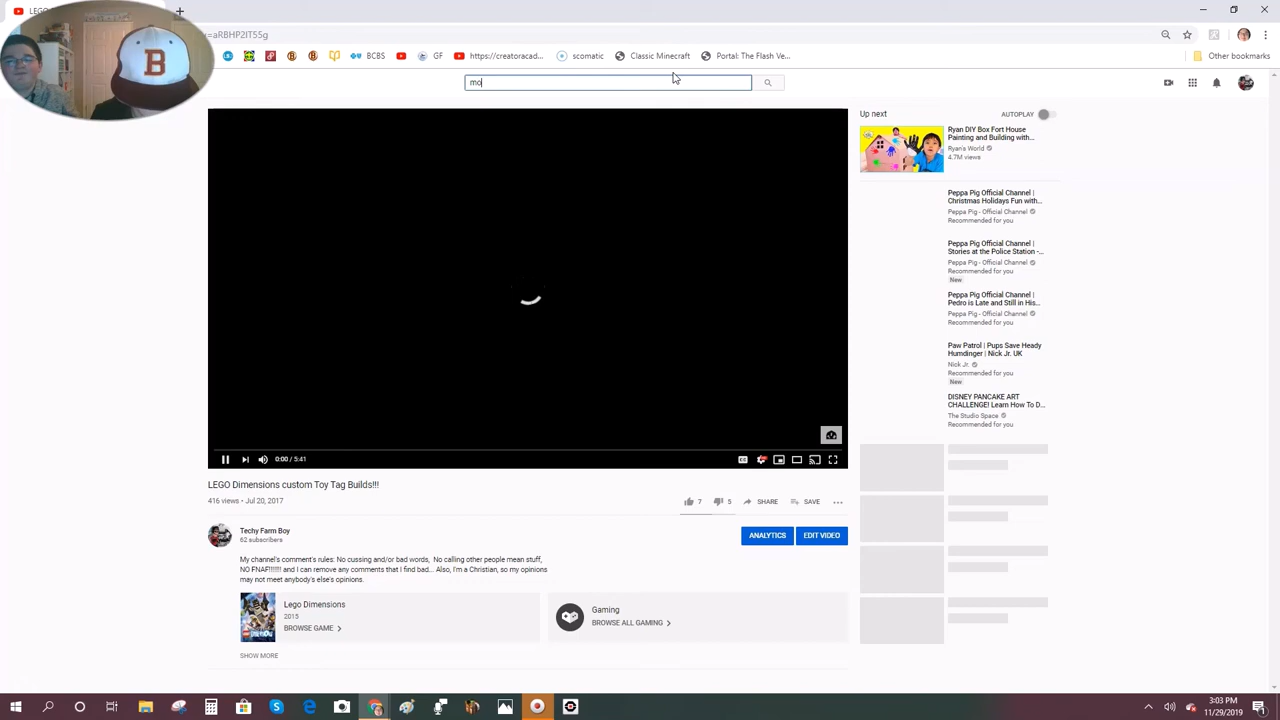 LEGO
=aRBHP2IT55g
BCBS
GF
https://creatoracad...
scomatic
Classic Minecraft
Portal: The Flash Ve...
Other bookmarks
B
mo
Up next
AUTOPLAY
Ryan DIY Box Fort House
Painting and Building with...
Ryan's World
4.7M views
Peppa Pig Official Channel |
Christmas Holidays Fun with...
Peppa Pig - Official Channel
Recommended for you
Peppa Pig Official Channel |
Stories at the Police Station -...
Peppa Pig - Official Channel
Recommended for you
New
Peppa Pig Official Channel |
Pedro is Late and Still in His...
Peppa Pig - Official Channel
Recommended for you
Paw Patrol | Pups Save Heady
Humdinger | Nick Jr. UK
Nick Jr.
Recommended for you
New
DISNEY PANCAKE ART
CHALLENGE! Learn How To D...
The Studio Space
Recommended for you
0:00 / 5:41
CC
LEGO Dimensions custom Toy Tag Builds!!!
416 views • Jul 20, 2017
7
5
SHARE
SAVE
Techy Farm Boy
62 subscribers
ANALYTICS
EDIT VIDEO
My channel's comment's rules: No cussing and/or bad words, No calling other people mean stuff,
NO FNAF!!!!!!! and I can remove any comments that I find bad... Also, I'm a Christian, so my opinions
may not meet anybody's else's opinions.
Lego Dimensions
2015
BROWSE GAME
Gaming
BROWSE ALL GAMING
SHOW MORE
3:03 PM
11/29/2019